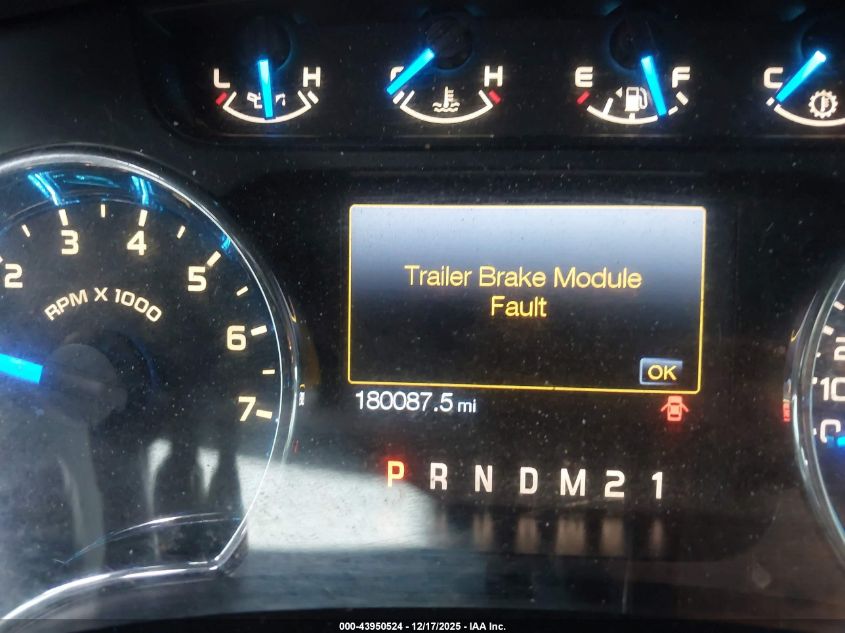 L H
H
E F
C
2 3 4 5 6 7
RPM X 1000
Trailer Brake Module
Fault
OK
180087.5 mi
P R N D M 2 1
000-43950524 - 12/17/2025 - IAA Inc.